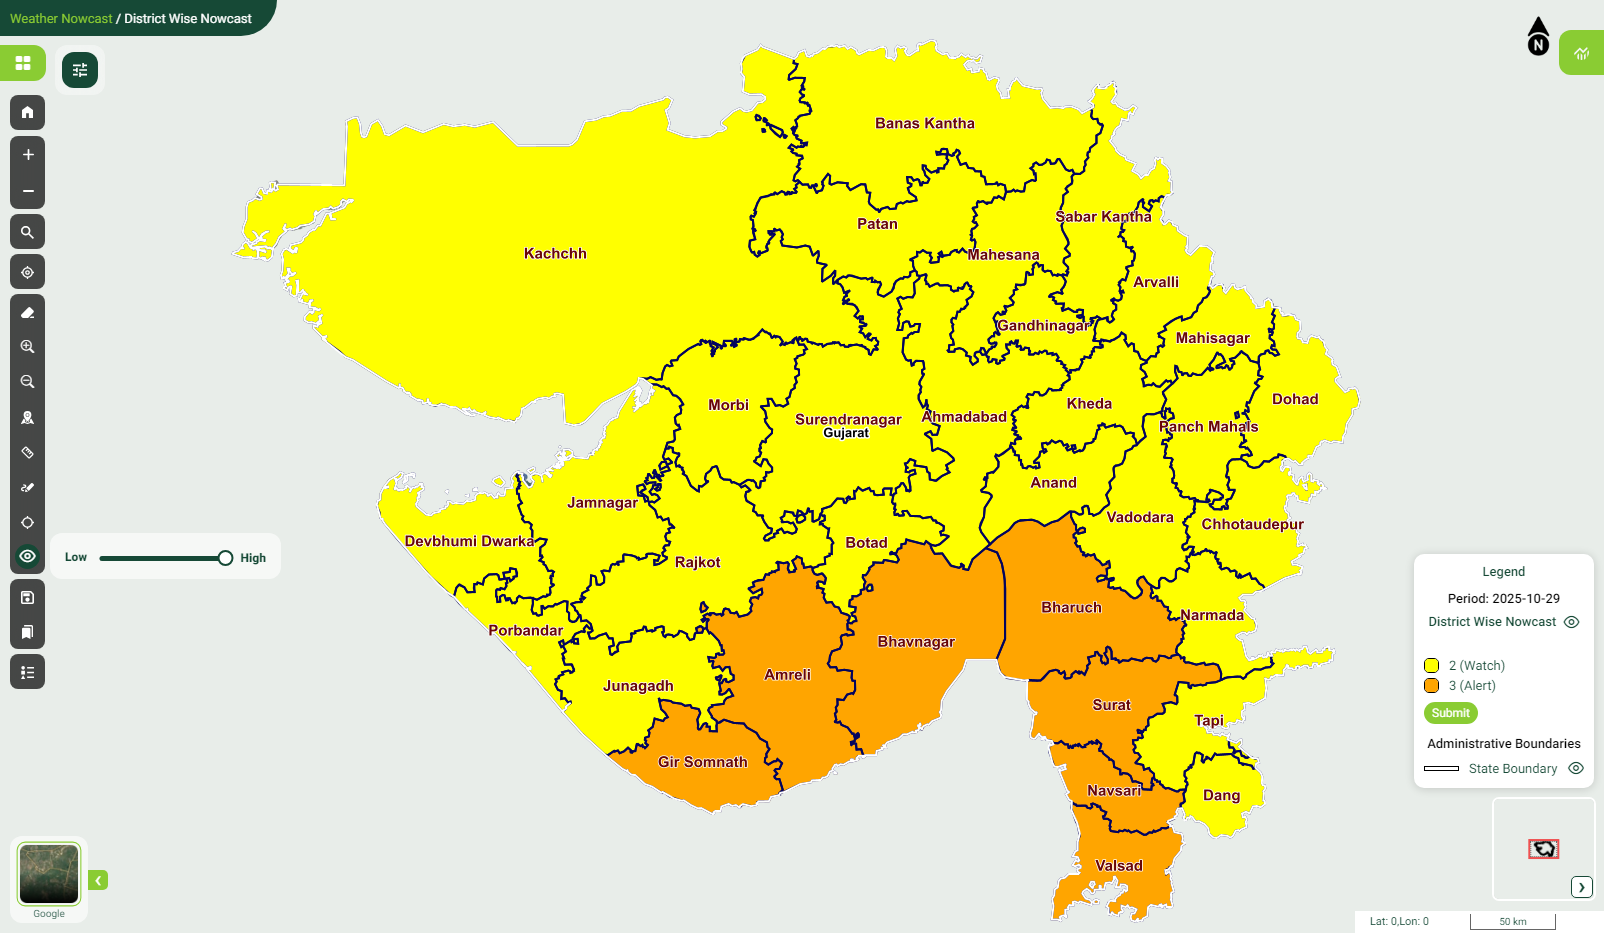 Weather Nowcast / District Wise Nowcast
N
Banas Kantha
Patan
Sabar Kantha
Kachchh
Mahesana
Arvalli
Gandhinagar
Mahisagar
Morbi
Surendranagar
Gujarat
Ahmadabad
Kheda
Dohad
Panch Mahals
Anand
Jamnagar
Vadodara
Chhotaudepur
Devbhumi Dwarka
Botad
Rajkot
Bharuch
Narmada
Porbandar
Bhavnagar
Amreli
Junagadh
Surat
Tapi
Gir Somnath
Navsari
Dang
Valsad
Low
High
Legend
Period: 2025-10-29
District Wise Nowcast
2 (Watch)
3 (Alert)
Submit
Administrative Boundaries
State Boundary
Google
Lat: 0,Lon: 0
50 km